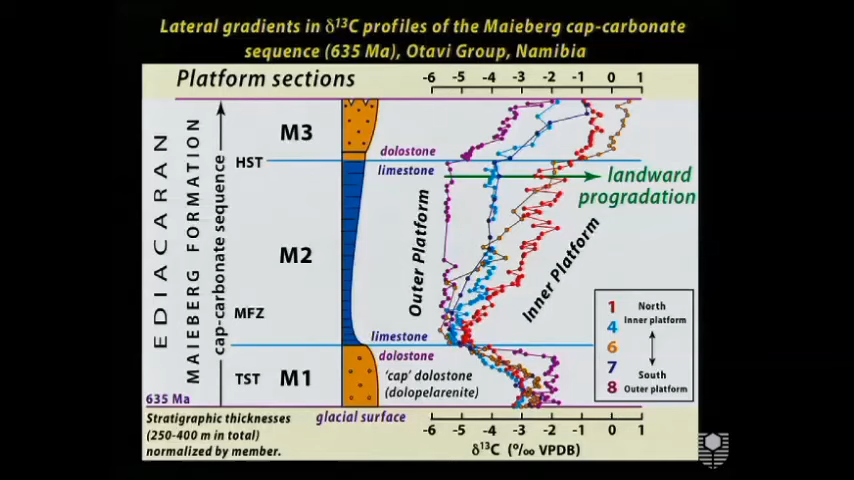 Lateral gradients in δ¹³C profiles of the Maieberg cap-carbonate
sequence (635 Ma), Otavi Group, Namibia
Platform sections
-6 -5 -4 -3 -2 -1 0 1
EDIACARAN
MAIEBERG FORMATION
cap-carbonate sequence
HST
MFZ
TST
M3
M2
M1
dolostone
limestone
limestone
dolostone
'cap' dolostone
(dolopelarenite)
landward
progradation
Outer Platform
Inner Platform
1 North
Inner platform
4
6
7 South
8 Outer platform
635 Ma
glacial surface
Stratigraphic thicknesses
(250-400 m in total)
normalized by member.
-6 -5 -4 -3 -2 -1 0 1
δ¹³C (‰ VPDB)